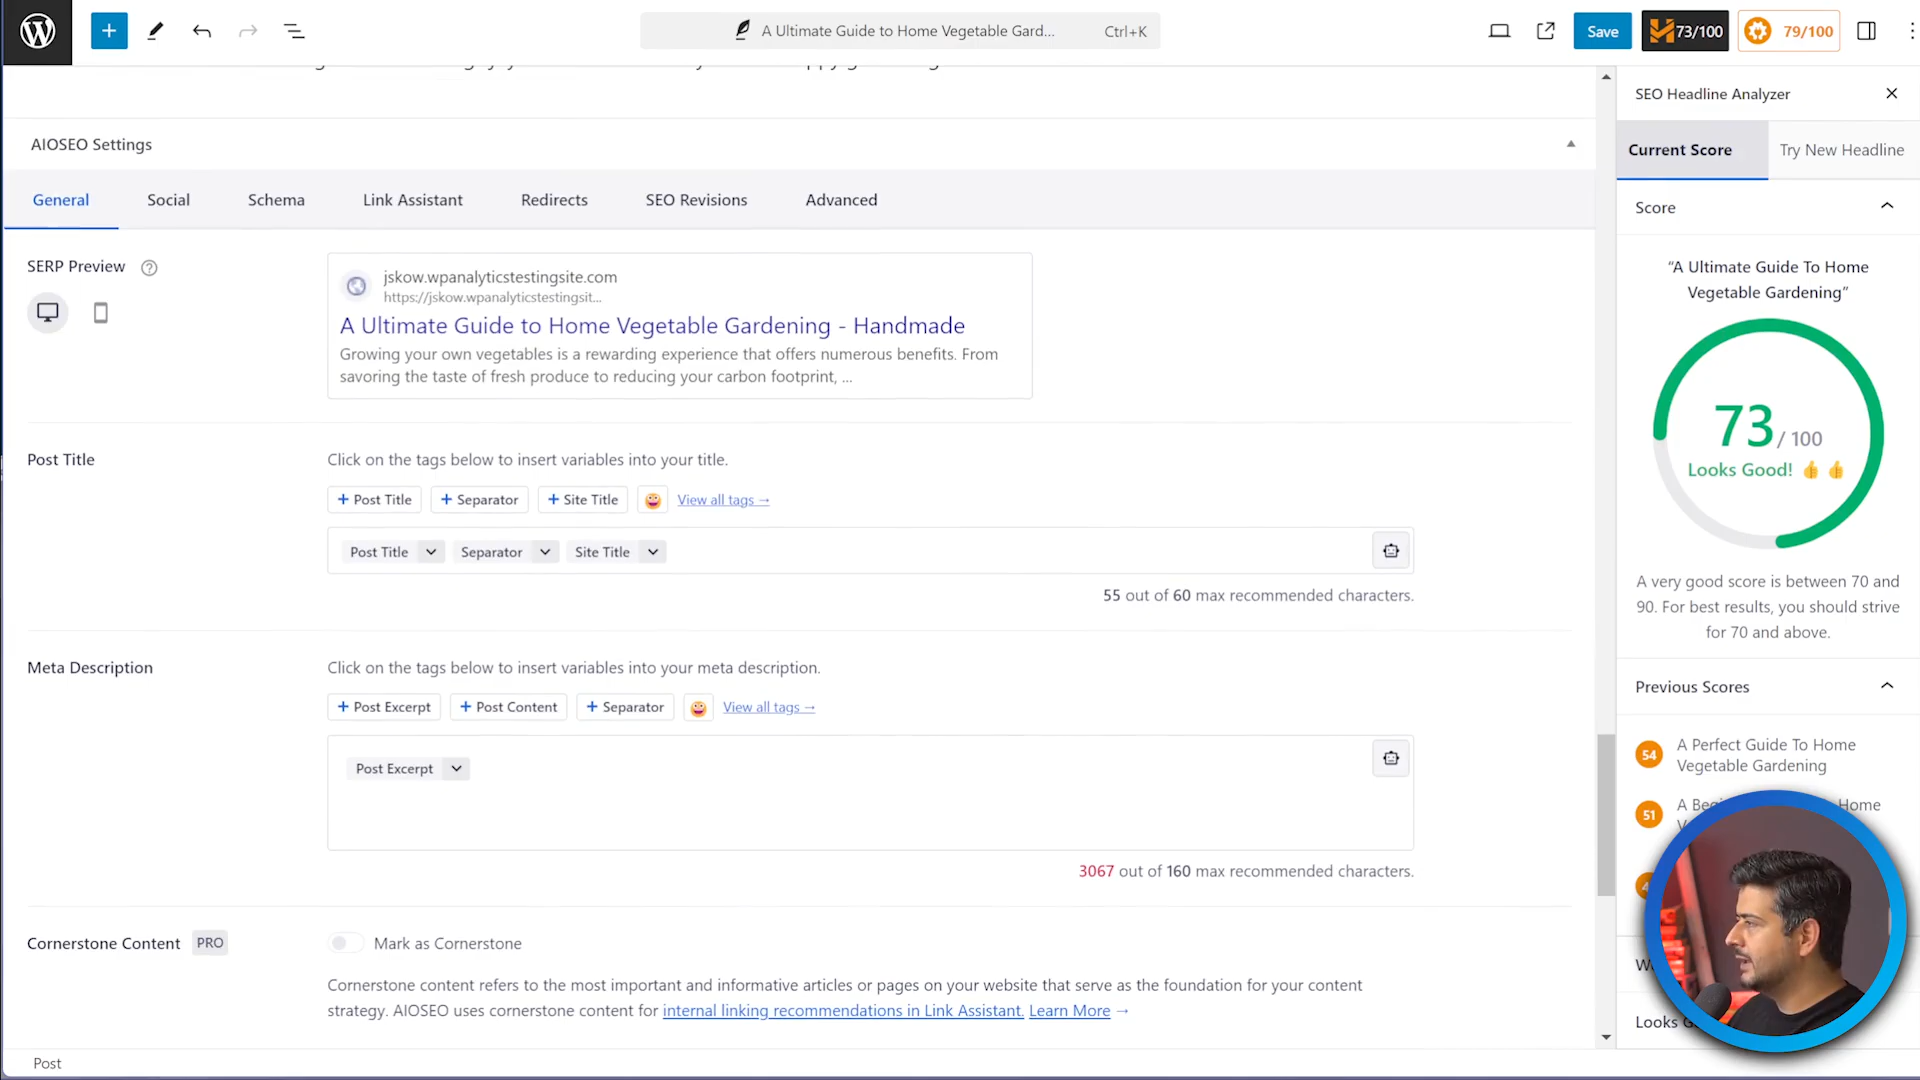 A Ultimate Guide to Home Vegetable Gard... Ctrl+K
Save
73/100
79/100
AIOSEO Settings
General Social Schema Link Assistant Redirects SEO Revisions Advanced
SERP Preview
jskow.wpanalyticstestingsite.com
https://jskow.wpanalyticstestingsit...
A Ultimate Guide to Home Vegetable Gardening - Handmade
Growing your own vegetables is a rewarding experience that offers numerous benefits. From
savoring the taste of fresh produce to reducing your carbon footprint, ...
Post Title
Click on the tags below to insert variables into your title.
+ Post Title + Separator + Site Title View all tags →
Post Title Separator Site Title
55 out of 60 max recommended characters.
Meta Description
Click on the tags below to insert variables into your meta description.
+ Post Excerpt + Post Content + Separator View all tags →
Post Excerpt
3067 out of 160 max recommended characters.
Cornerstone Content PRO
Mark as Cornerstone
Cornerstone content refers to the most important and informative articles or pages on your website that serve as the foundation for your content
strategy. AIOSEO uses cornerstone content for internal linking recommendations in Link Assistant. Learn More →
Post
SEO Headline Analyzer
Current Score Try New Headline
Score
“A Ultimate Guide To Home
Vegetable Gardening”
73 / 100
Looks Good! 👍 👍
A very good score is between 70 and
90. For best results, you should strive
for 70 and above.
Previous Scores
54 A Perfect Guide To Home
Vegetable Gardening
51 A Home
Looks